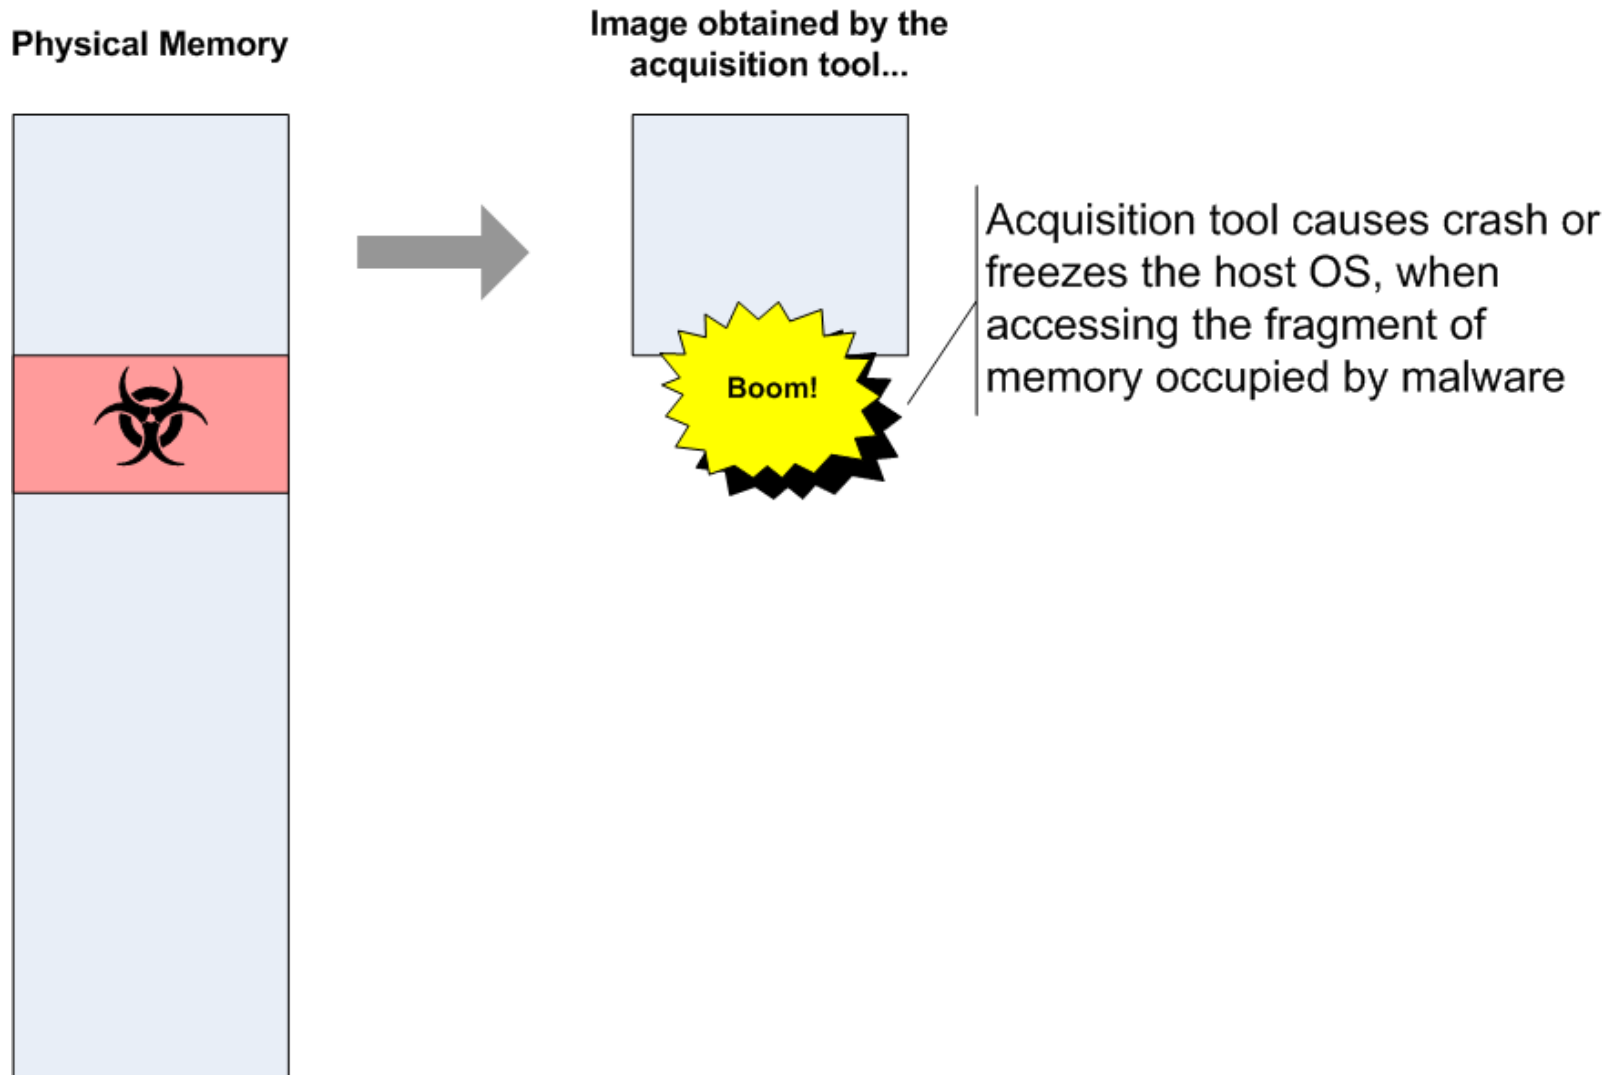 Physical Memory
Image obtained by the
acquisition tool...
Acquisition tool causes crash or
freezes the host OS, when
accessing the fragment of
memory occupied by malware
Boom!